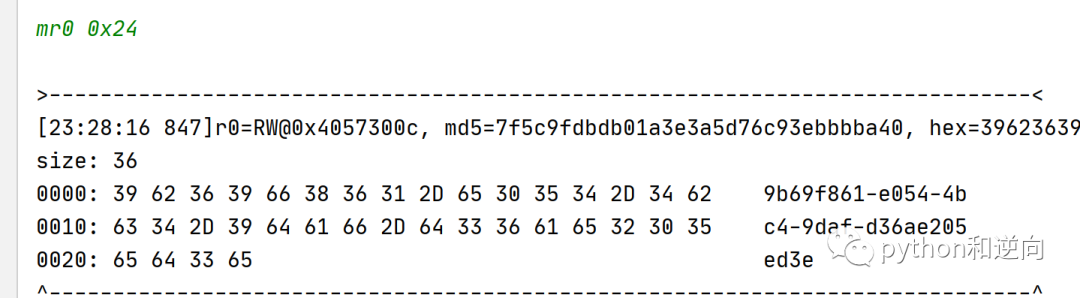 mr0 0x24
>-----------------------------------------------------------------------------<
[23:28:16 847]r0=RW@0x4057300c, md5=7f5c9fdbdb01a3e3a5d76c93ebbbba40, hex=39623639
size: 36
0000: 39 62 36 39 66 38 36 31 2D 65 30 35 34 2D 34 62    9b69f861-e054-4b
0010: 63 34 2D 39 64 61 66 2D 64 33 36 61 65 32 30 35    c4-9daf-d36ae205
0020: 65 64 33 65                                        ed3e
python和逆向
^-----------------------------------------------------------------------------^